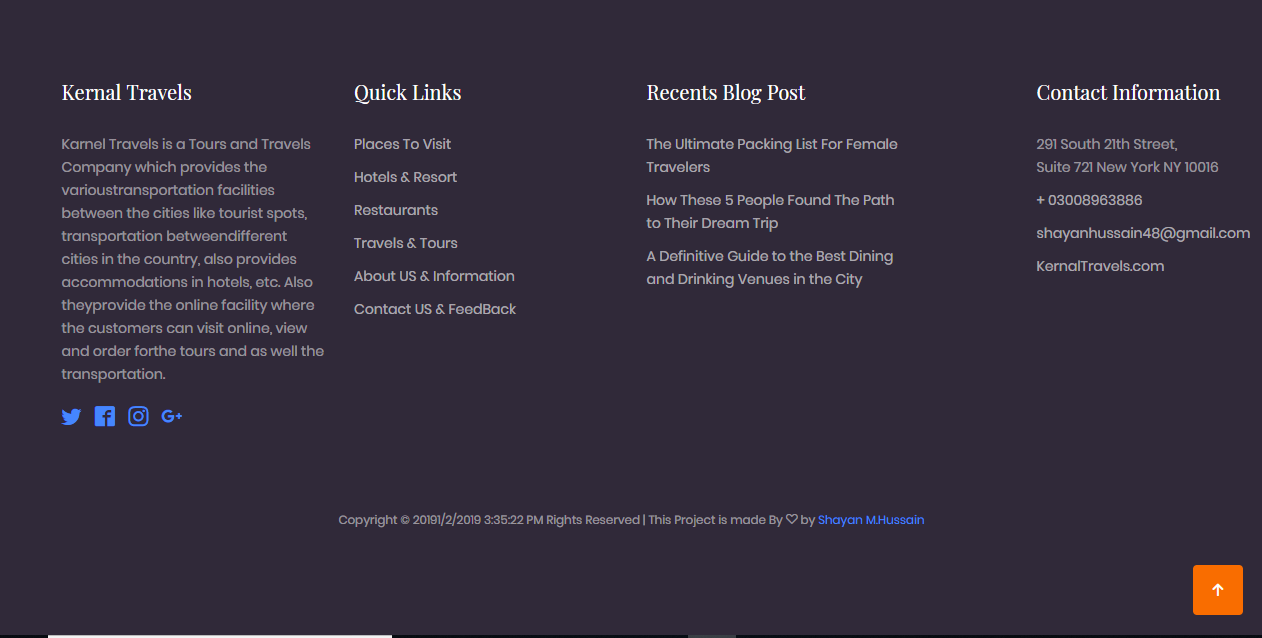 Kernal Travels
Karnel Travels is a Tours and Travels
Company which provides the
varioustransportation facilities
between the cities like tourist spots,
transportation betweendifferent
cities in the country, also provides
accommodations in hotels, etc. Also
theyprovide the online facility where
the customers can visit online, view
and order forthe tours and as well the
transportation.
G+
Quick Links
Places To Visit
Hotels & Resort
Restaurants
Travels & Tours
About US & Information
Contact US & FeedBack
Recents Blog Post
The Ultimate Packing List For Female
Travelers
How These 5 People Found The Path
to Their Dream Trip
A Definitive Guide to the Best Dining
and Drinking Venues in the City
Contact Information
291 South 21th Street,
Suite 721 New York NY 10016
+ 03008963886
shayanhussain48@gmail.com
KernalTravels.com
Copyright © 20191/2/2019 3:35:22 PM Rights Reserved | This Project is made By ♡ by Shayan M.Hussain